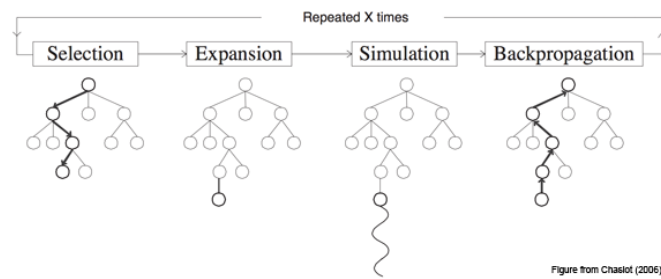 Repeated X times
Selection
Expansion
Simulation
Backpropagation
Figure from Chaslot (2006)